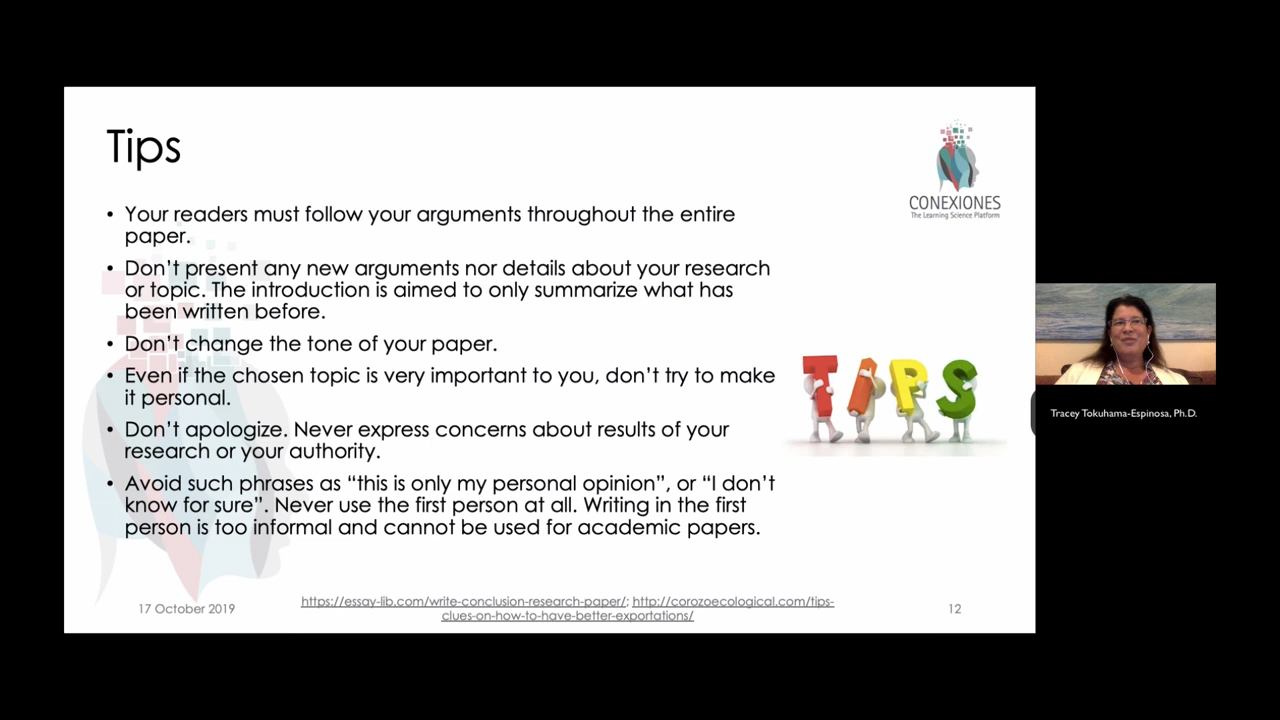 Tips
CONEXIONES
The Learning Science Platform
• Your readers must follow your arguments throughout the entire
paper.
• Don’t present any new arguments nor details about your research
or topic. The introduction is aimed to only summarize what has
been written before.
• Don’t change the tone of your paper.
• Even if the chosen topic is very important to you, don’t try to make
it personal.
• Don’t apologize. Never express concerns about results of your
research or your authority.
• Avoid such phrases as “this is only my personal opinion”, or “I don’t
know for sure”. Never use the first person at all. Writing in the first
person is too informal and cannot be used for academic papers.
TIPS
Tracey Tokuhama-Espinosa, Ph.D.
17 October 2019
https://essay-lib.com/write-conclusion-research-paper/; http://corozoecological.com/tips-
clues-on-how-to-have-better-exportations/
12